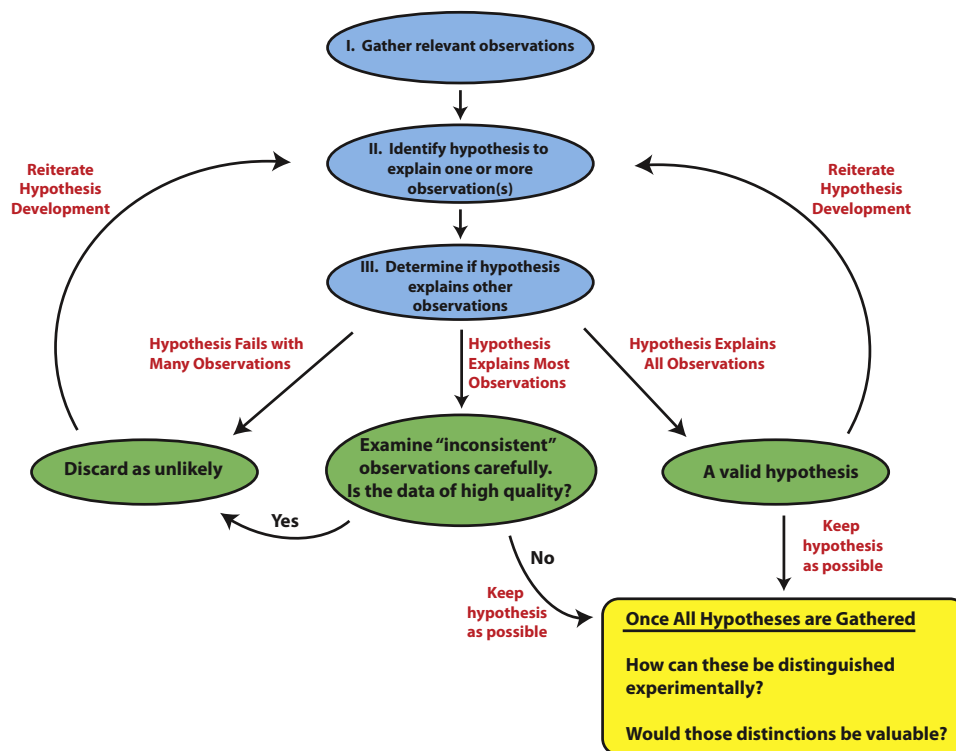 I. Gather relevant observations
II. Identify hypothesis to
explain one or more
observation(s)
Reiterate
Hypothesis
Development
Reiterate
Hypothesis
Development
III. Determine if hypothesis
explains other
observations
Hypothesis Fails with
Many Observations
Hypothesis
Explains Most
Observations
Hypothesis Explains
All Observations
Discard as unlikely
Examine “inconsistent”
observations carefully.
Is the data of high quality?
A valid hypothesis
Yes
No
Keep
hypothesis
as possible
Keep
hypothesis
as possible
Once All Hypotheses are Gathered
How can these be distinguished
experimentally?
Would those distinctions be valuable?